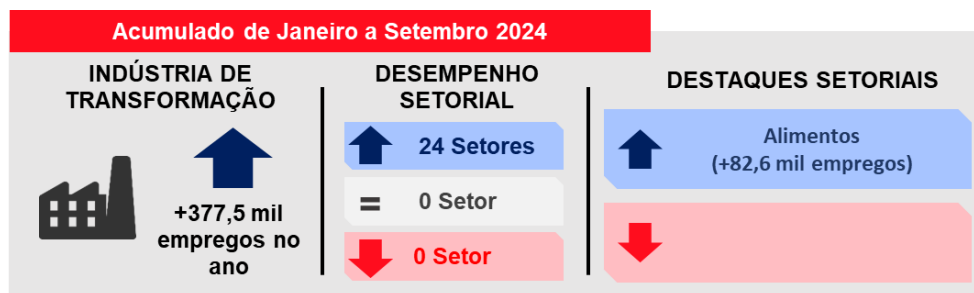 Acumulado de Janeiro a Setembro 2024
INDÚSTRIA DE
TRANSFORMAÇÃO
+377,5 mil
empregos no
ano
DESEMPENHO
SETORIAL
24 Setores
= 0 Setor
0 Setor
DESTAQUES SETORIAIS
Alimentos
(+82,6 mil empregos)